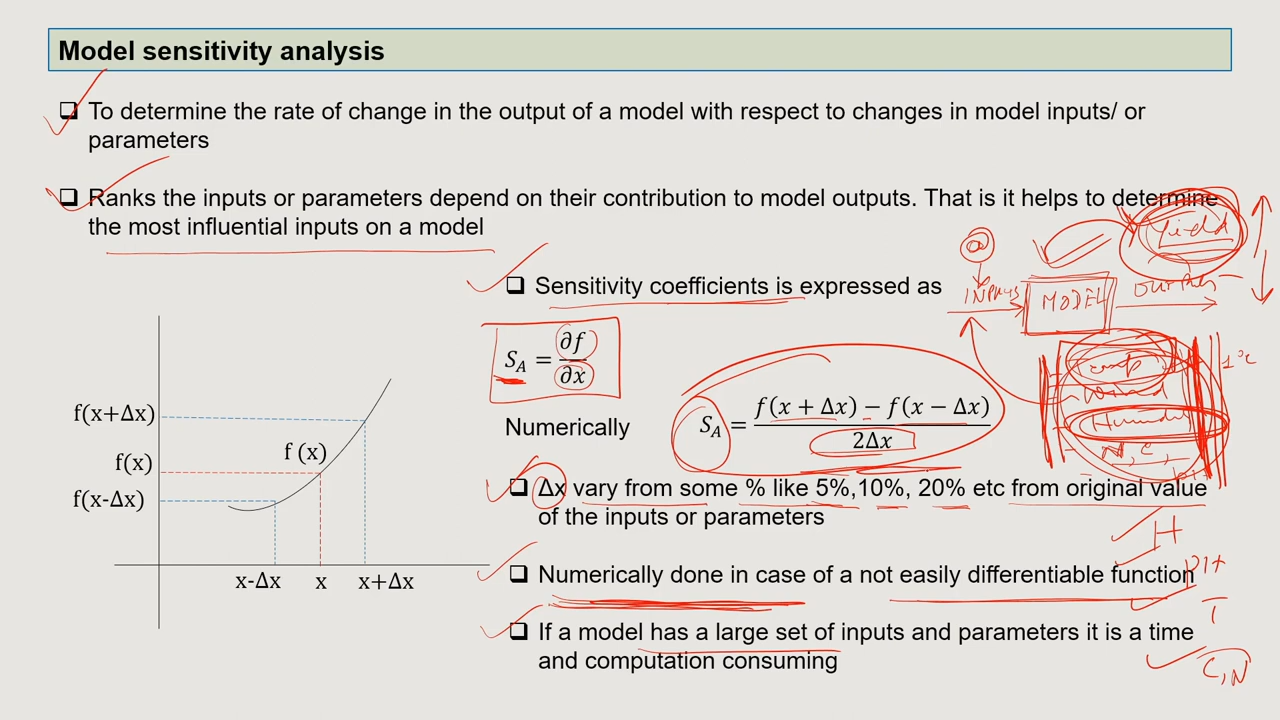 Model sensitivity analysis
❑ To determine the rate of change in the output of a model with respect to changes in model inputs/ or
parameters
❑ Ranks the inputs or parameters depend on their contribution to model outputs. That is it helps to determine
the most influential inputs on a model
Yield
❑ Sensitivity coefficients is expressed as
INPUTS
MODEL
S_A = ∂f/∂x
Numerically
S_A = (f(x + Δx) − f(x − Δx))/(2Δx)
Temp
1°c
Wind
Humid
N, C,
f(x+Δx)
f (x)
f(x)
f(x-Δx)
x-Δx x x+Δx
❑ Δx vary from some % like 5%,10%, 20% etc from original value
of the inputs or parameters
H
❑ Numerically done in case of a not easily differentiable function
pH
T
❑ If a model has a large set of inputs and parameters it is a time
and computation consuming
C, N